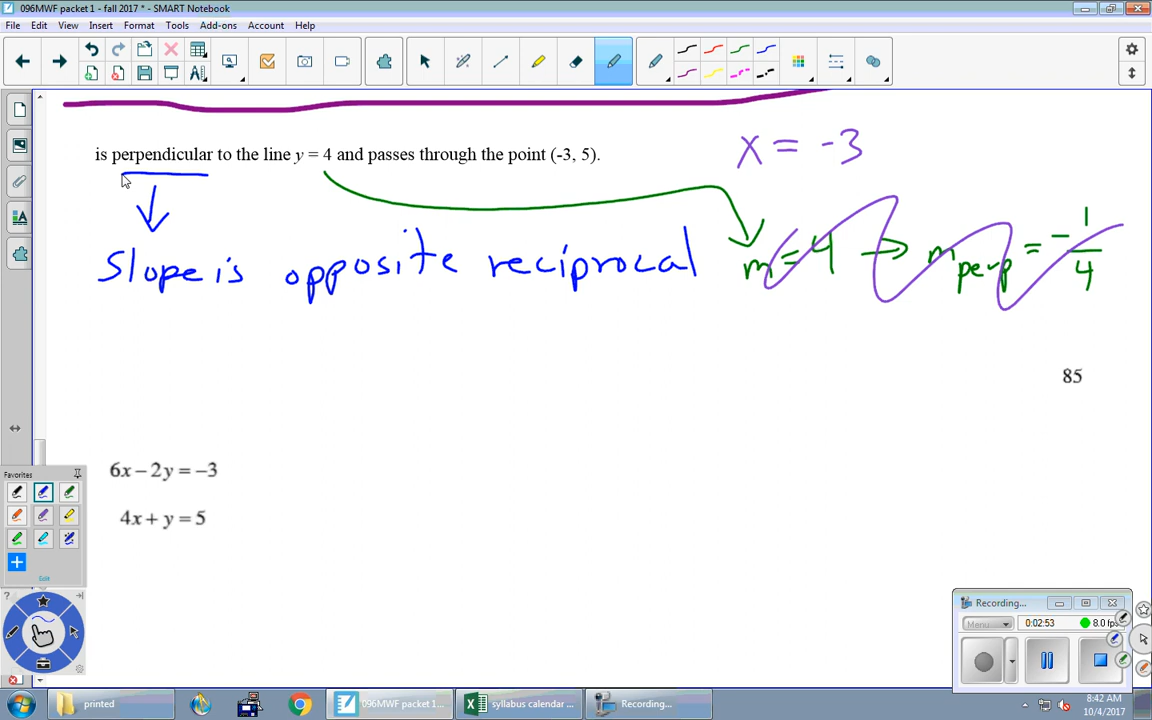 096MWF packet 1 - fall 2017 * - SMART Notebook
File Edit View Insert Format Tools Add-ons Account Help
is perpendicular to the line y = 4 and passes through the point (-3, 5).
x = -3
Slope is opposite reciprocal
m = 4 → m perp = - 1/4
85
6x – 2y = –3
4x + y = 5
Favorites
Edit
Recording...
Menu
0:02:53
8.0 fps
printed
096MWF packet 1...
syllabus calendar ...
Recording...
8:42 AM
10/4/2017